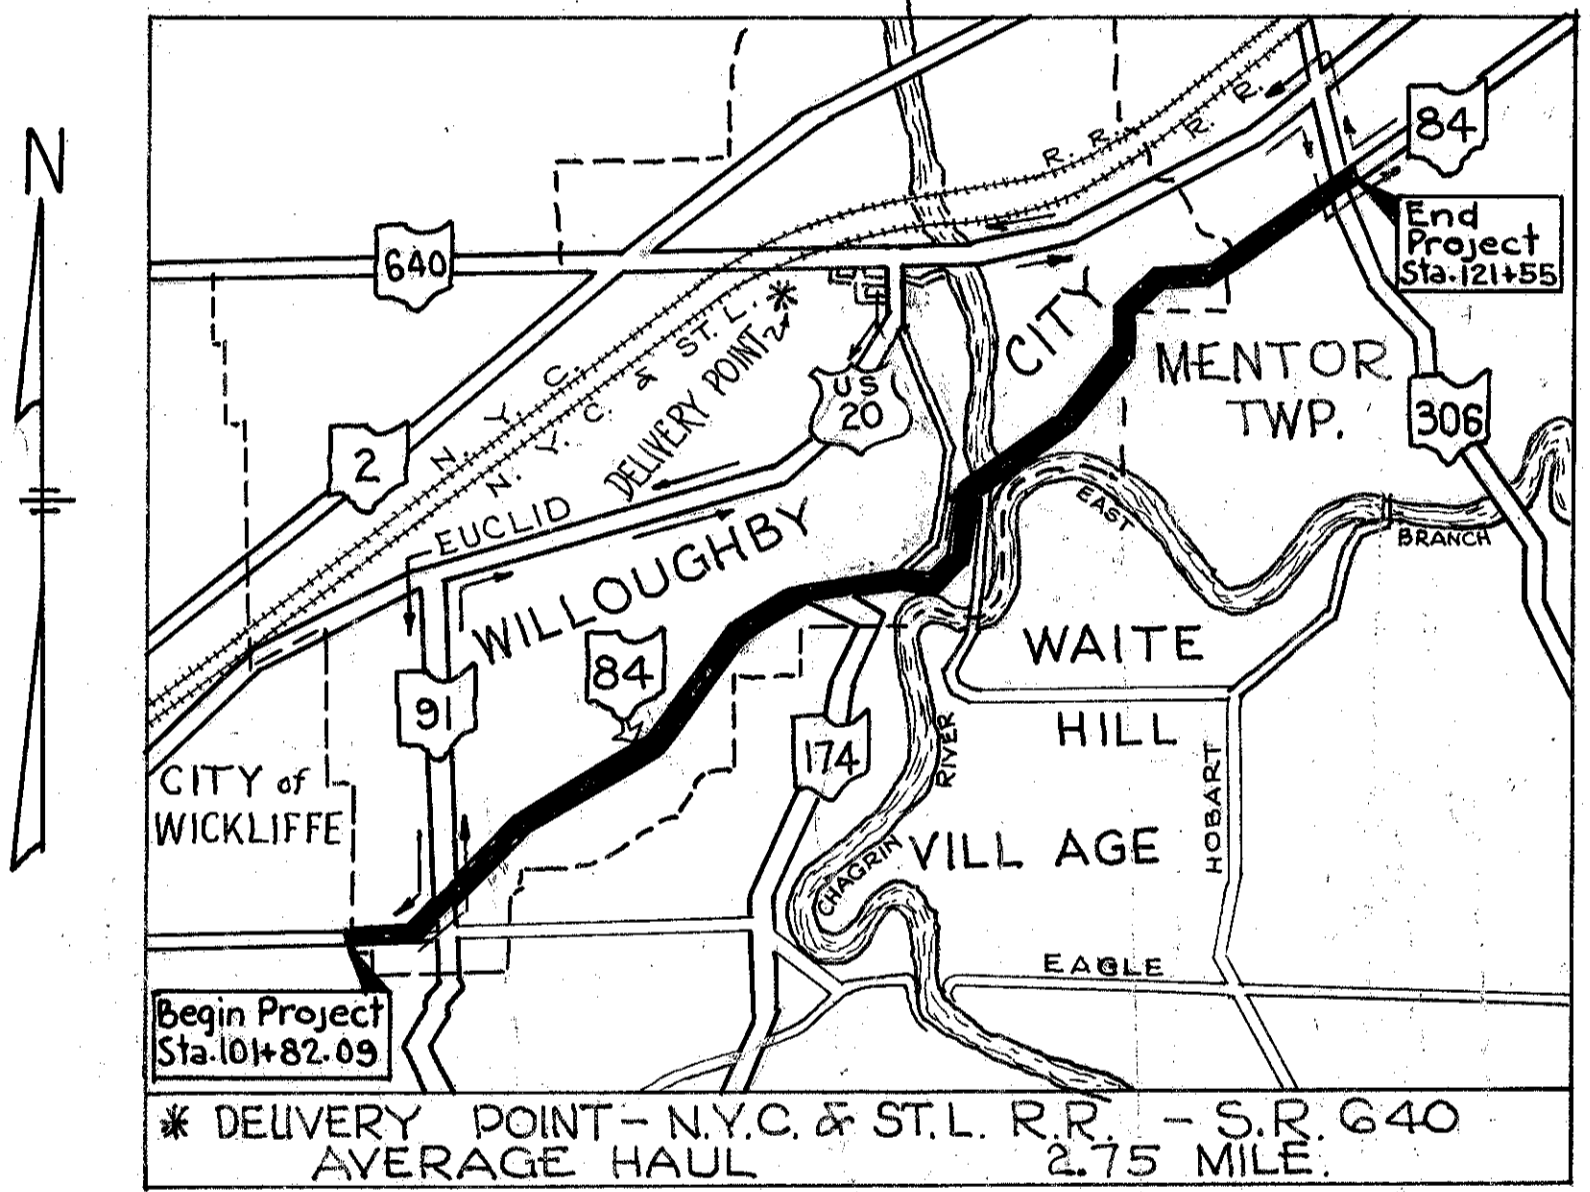 N
R. R.
R. R.
84
End
Project
Sta. 121+55
640
N. Y. C.
N. Y. C. & ST. L.
DELIVERY POINT *
US
20
CITY
MENTOR
TWP.
306
2
EUCLID
WILLOUGHBY
EAST
BRANCH
84
91
WAITE
HILL
VILL AGE
174
RIVER
CHAGRIN
HOBART
CITY of
WICKLIFFE
EAGLE
Begin Project
Sta. 101+82.09
* DELIVERY POINT - N.Y.C. & ST. L. R.R. - S.R. 640
AVERAGE HAUL 2.75 MILE.